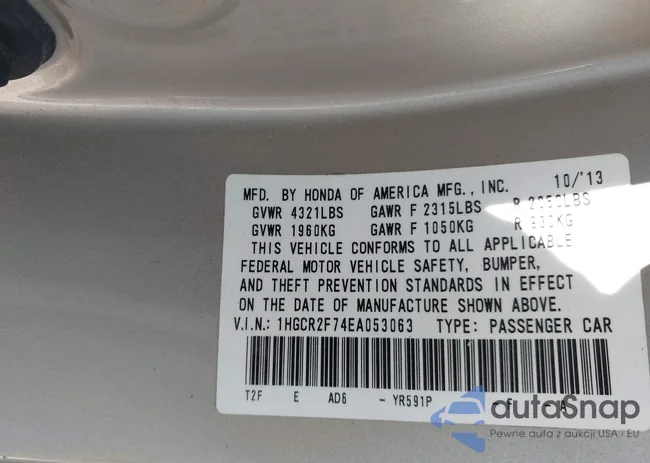 MFD. BY HONDA OF AMERICA MFG., INC. 10/'13
GVWR 4321LBS GAWR F 2315LBS R
GVWR 1960KG GAWR F 1050KG R
THIS VEHICLE CONFORMS TO ALL APPLICABLE
FEDERAL MOTOR VEHICLE SAFETY, BUMPER,
AND THEFT PREVENTION STANDARDS IN EFFECT
ON THE DATE OF MANUFACTURE SHOWN ABOVE.
V.I.N.: 1HGCR2F74EA053063 TYPE: PASSENGER CAR
T2F E AD6 - YR591P - F - A
autoSnap
Pewne auta z aukcji USA i EU